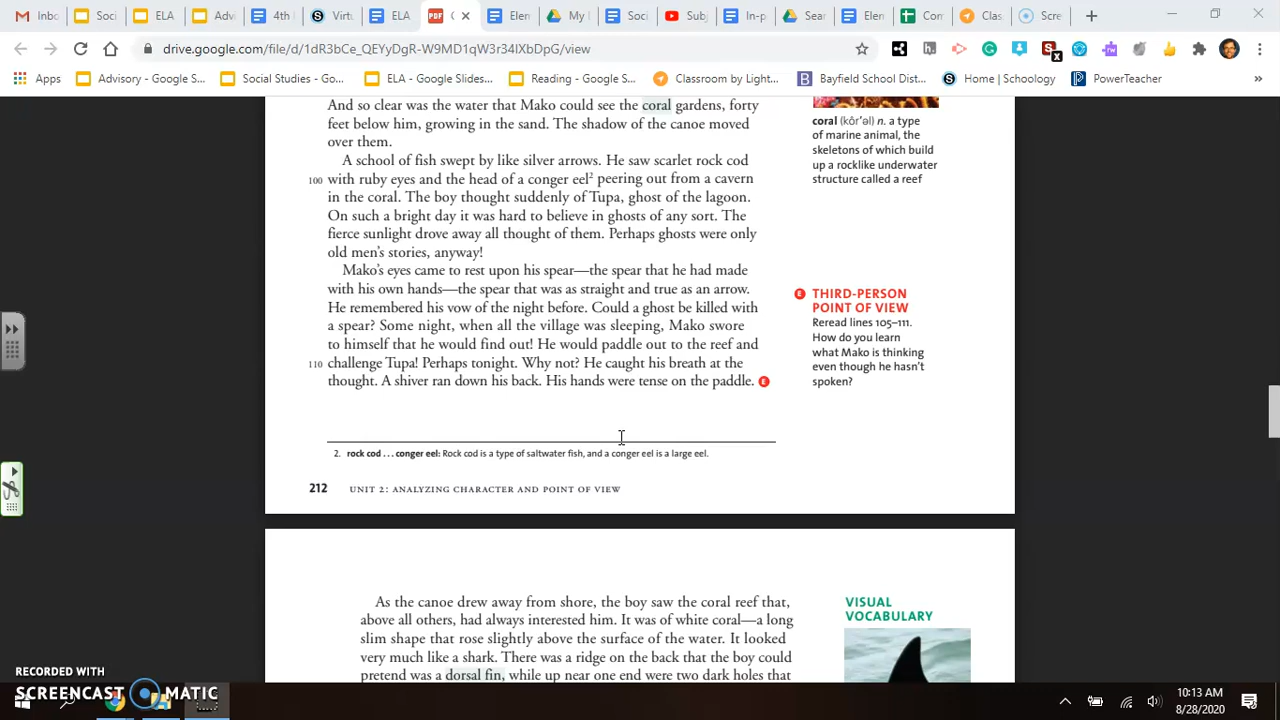 Inb
Soci
ELA
Advi
4th
Virtu
ELA
PDF
C
Elen
My I
Soci
Subj
In-p
Sear
Elen
Con
Clas
Scre
drive.google.com/file/d/1dR3bCe_QEYyDgR-W9MD1qW3r34IXbDpG/view
Apps
Advisory - Google S...
Social Studies - Go...
ELA - Google Slides...
Reading - Google S...
Classroom by Light...
Bayfield School Dist...
Home | Schoology
PowerTeacher
And so clear was the water that Mako could see the coral gardens, forty
feet below him, growing in the sand. The shadow of the canoe moved
over them.
A school of fish swept by like silver arrows. He saw scarlet rock cod
100 with ruby eyes and the head of a conger eel² peering out from a cavern
in the coral. The boy thought suddenly of Tupa, ghost of the lagoon.
On such a bright day it was hard to believe in ghosts of any sort. The
fierce sunlight drove away all thought of them. Perhaps ghosts were only
old men's stories, anyway!
Mako's eyes came to rest upon his spear—the spear that he had made
with his own hands—the spear that was as straight and true as an arrow.
He remembered his vow of the night before. Could a ghost be killed with
a spear? Some night, when all the village was sleeping, Mako swore
to himself that he would find out! He would paddle out to the reef and
110 challenge Tupa! Perhaps tonight. Why not? He caught his breath at the
thought. A shiver ran down his back. His hands were tense on the paddle. E
coral (kôr'əl) n. a type
of marine animal, the
skeletons of which build
up a rocklike underwater
structure called a reef
E THIRD-PERSON
POINT OF VIEW
Reread lines 105–111.
How do you learn
what Mako is thinking
even though he hasn't
spoken?
2. rock cod . . . conger eel: Rock cod is a type of saltwater fish, and a conger eel is a large eel.
212 UNIT 2: ANALYZING CHARACTER AND POINT OF VIEW
As the canoe drew away from shore, the boy saw the coral reef that,
above all others, had always interested him. It was of white coral—a long
slim shape that rose slightly above the surface of the water. It looked
very much like a shark. There was a ridge on the back that the boy could
pretend was a dorsal fin, while up near one end were two dark holes that
VISUAL
VOCABULARY
RECORDED WITH
SCREENCAST MATIC
10:13 AM
8/28/2020